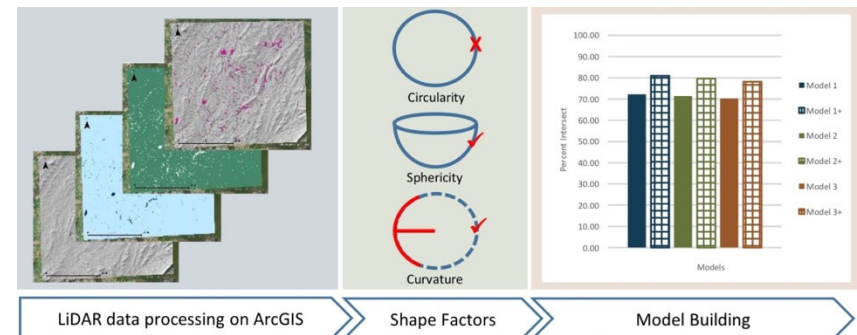 Circularity
Sphericity
Curvature
100.00
90.00
80.00
70.00
60.00
50.00
40.00
30.00
20.00
10.00
0.00
Percent Intersect
Models
Model 1
Model 1+
Model 2
Model 2+
Model 3
Model 3+
LiDAR data processing on ArcGIS
Shape Factors
Model Building